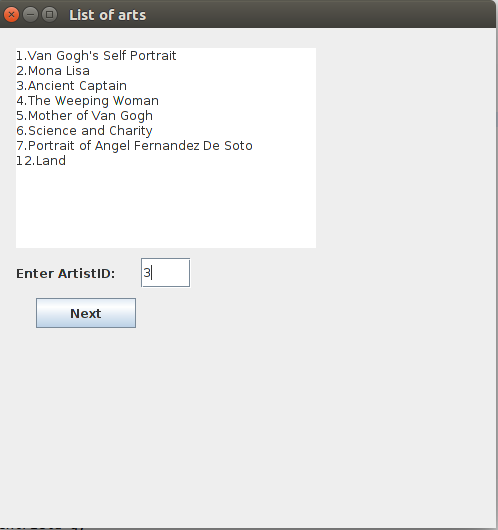 List of arts
1.Van Gogh's Self Portrait
2.Mona Lisa
3.Ancient Captain
4.The Weeping Woman
5.Mother of Van Gogh
6.Science and Charity
7.Portrait of Angel Fernandez De Soto
12.Land
Enter ArtistID: 3
Next